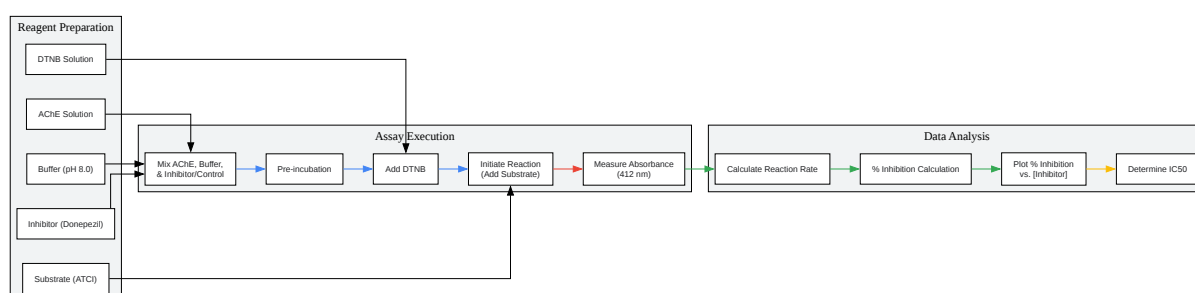 Reagent Preparation
DTNB Solution
AChE Solution
Buffer (pH 8.0)
Inhibitor (Donepezil)
Substrate (ATCI)
Assay Execution
Mix AChE, Buffer,
& Inhibitor/Control
Pre-incubation
Add DTNB
Initiate Reaction
(Add Substrate)
Measure Absorbance
(412 nm)
Data Analysis
Calculate Reaction Rate
% Inhibition Calculation
Plot % Inhibition
vs. [Inhibitor]
Determine IC50